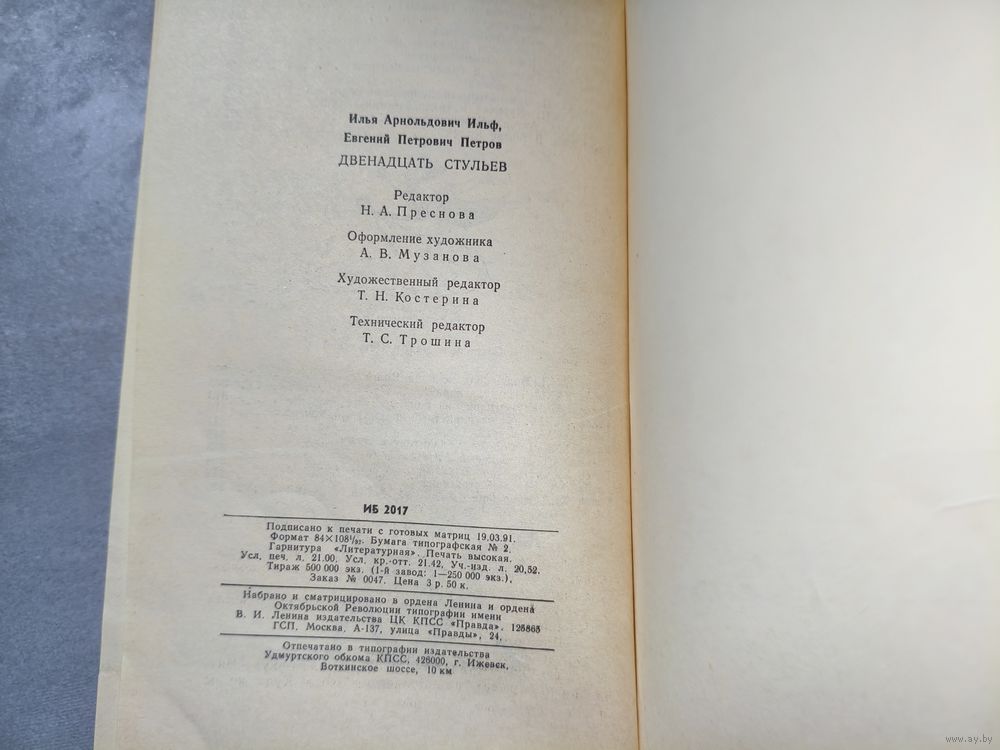 Илья Арнольдович Ильф,
Евгений Петрович Петров
ДВЕНАДЦАТЬ СТУЛЬЕВ
Редактор
Н. А. Преснова
Оформление художника
А. В. Музанова
Художественный редактор
Т. Н. Костерина
Технический редактор
Т. С. Трошина
ИБ 2017
Подписано к печати с готовых матриц 19.03.91.
Формат 84×108¹/₃₂. Бумага типографская № 2.
Гарнитура «Литературная». Печать высокая.
Усл. печ. л. 21.00. Усл. кр.-отт. 21,42. Уч.-изд. л. 20,52.
Тираж 500 000 экз. (1-й завод: 1—250 000 экз.).
Заказ № 0047. Цена 3 р. 50 к.
Набрано и сматрицировано в ордена Ленина и ордена
Октябрьской Революции типографии имени
В. И. Ленина издательства ЦК КПСС «Правда». 125865
ГСП, Москва, А-137, улица «Правды», 24.
Отпечатано в типографии издательства
Удмуртского обкома КПСС, 426000, г. Ижевск,
Воткинское шоссе, 10 км
www.ay.by